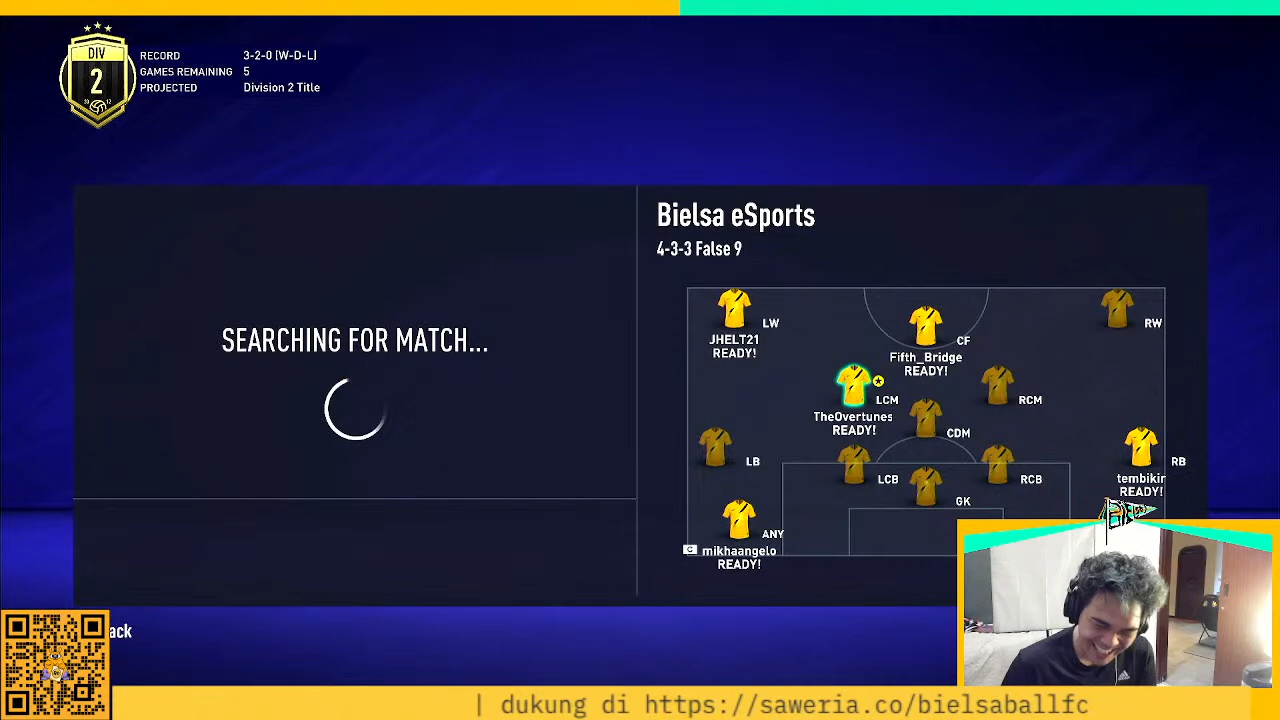 DIV
2
RECORD 3-2-0 (W-D-L)
GAMES REMAINING 5
PROJECTED Division 2 Title
SEARCHING FOR MATCH...
Bielsa eSports
4-3-3 False 9
LW
JHELT21
READY!
CF
Fifth_Bridge
READY!
RW
LCM
TheOvertunes
READY!
RCM
CDM
LB
LCB
RCB
GK
RB
tembikir
READY!
ANY
C mikhaangelo
READY!
ack
| dukung di https://saweria.co/bielsaballfc